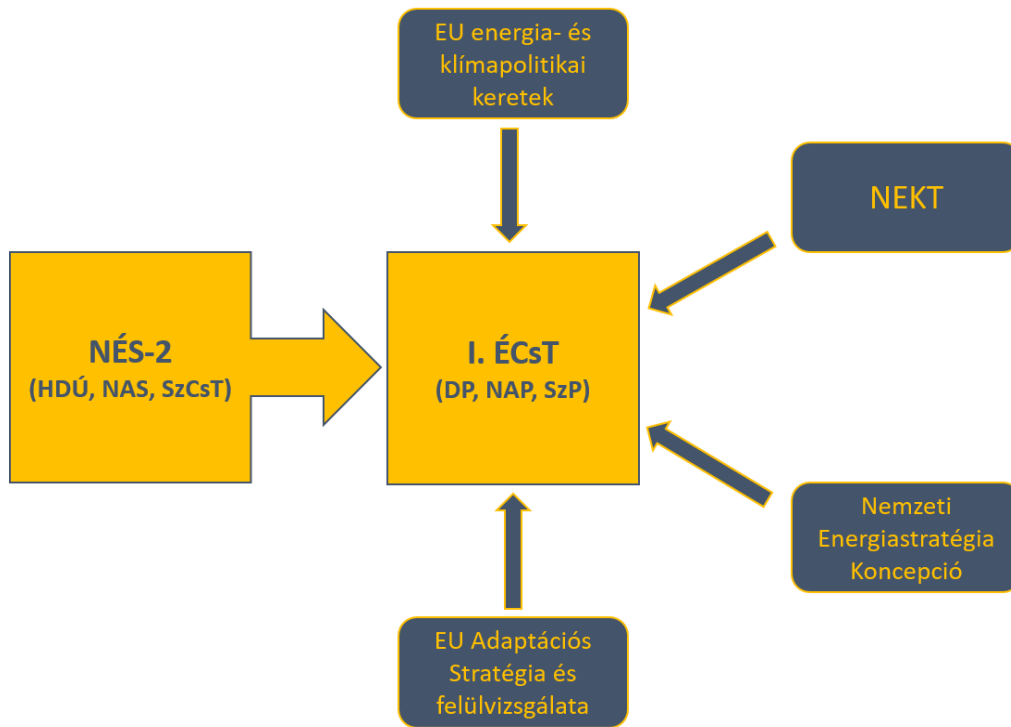 EU energia- és
klímapolitikai
keretek
NEKT
NÉS-2
(HDÚ, NAS, SzCsT)
I. ÉCsT
(DP, NAP, SzP)
Nemzeti
Energiastratégia
Koncepció
EU Adaptációs
Stratégia és
felülvizsgálata